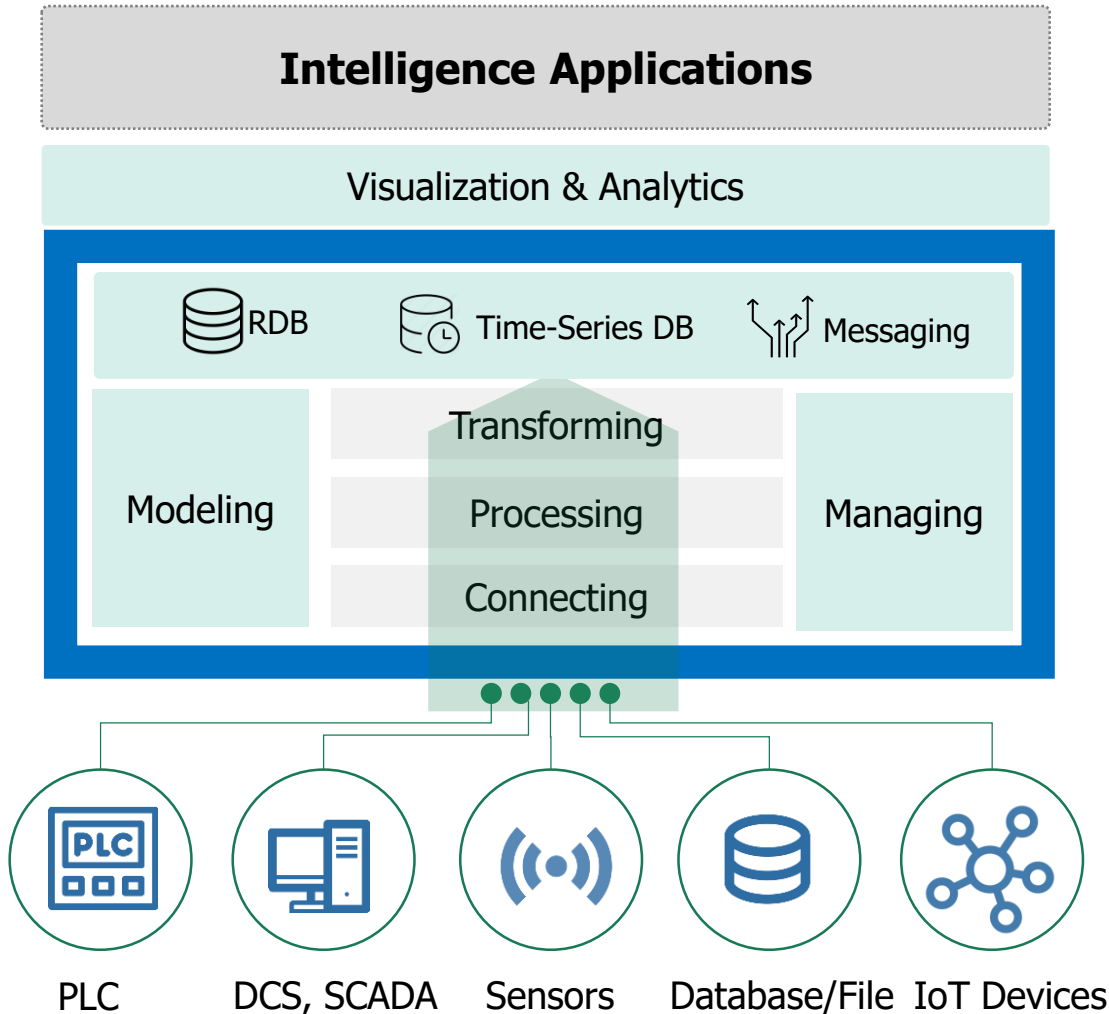 Intelligence Applications
Visualization & Analytics
RDB
Time-Series DB
Messaging
Transforming
Modeling
Processing
Managing
Connecting
PLC
PLC
DCS, SCADA
Sensors
Database/File
IoT Devices